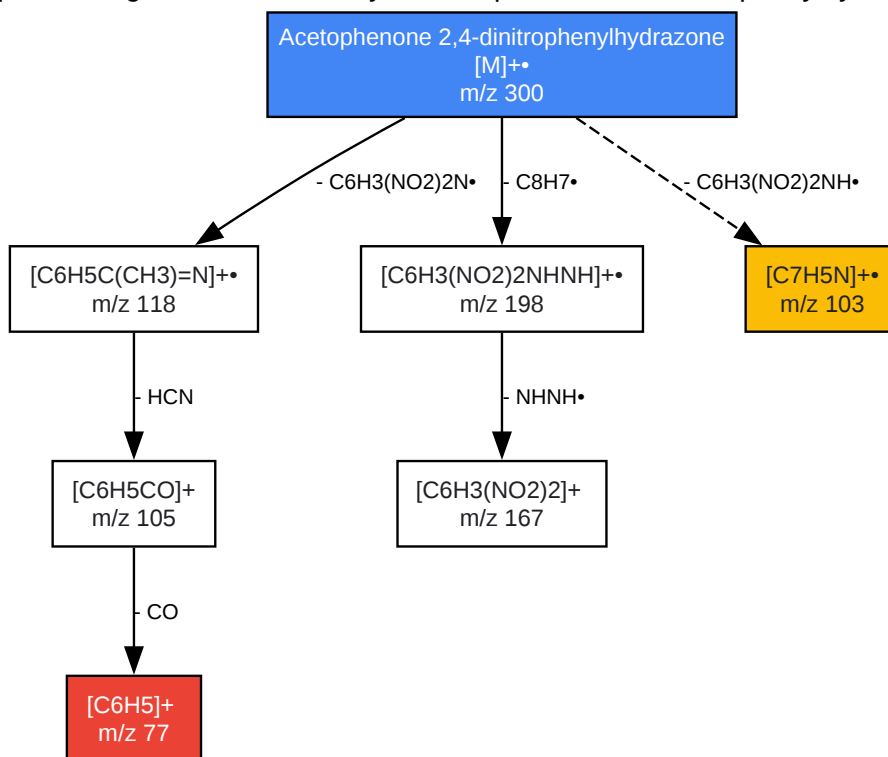 Acetophenone 2,4-dinitrophenylhydrazone
[M]+•
m/z 300
- C6H3(NO2)2N•
- C8H7•
- C6H3(NO2)2NH•
[C6H5C(CH3)=N]+•
m/z 118
[C6H3(NO2)2NHNH]+•
m/z 198
[C7H5N]+•
m/z 103
- HCN
- NHNH•
[C6H5CO]+
m/z 105
[C6H3(NO2)2]+
m/z 167
- CO
[C6H5]+
m/z 77